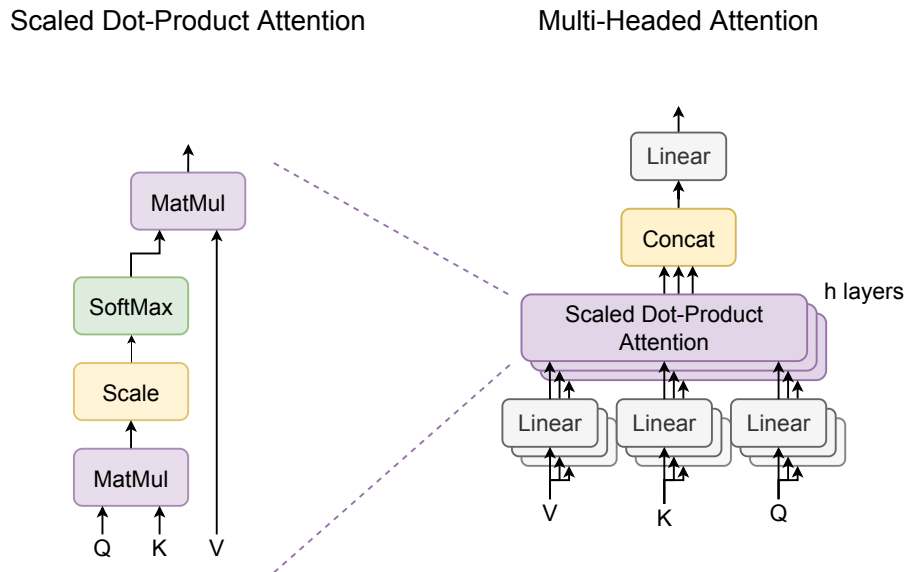 Scaled Dot-Product Attention
MatMul
SoftMax
Scale
MatMul
Q K V
Multi-Headed Attention
Linear
Concat
h layers
Scaled Dot-Product
Attention
Linear Linear Linear
V K Q